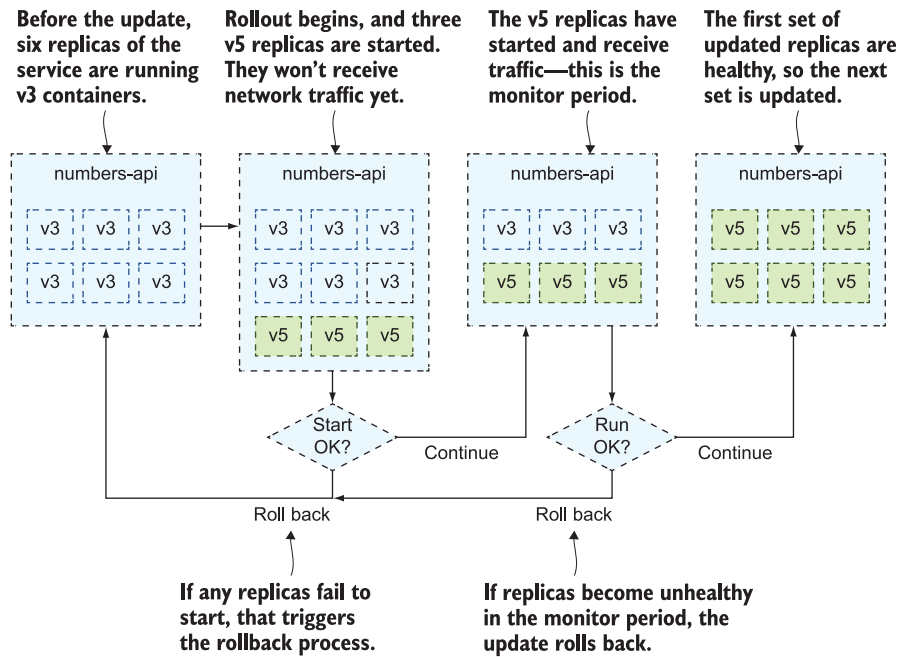 Before the update,
six replicas of the
service are running
v3 containers.
Rollout begins, and three
v5 replicas are started.
They won't receive
network traffic yet.
The v5 replicas have
started and receive
traffic—this is the
monitor period.
The first set of
updated replicas are
healthy, so the next
set is updated.
numbers-api
v3 v3 v3
v3 v3 v3
numbers-api
v3 v3 v3
v3 v3 v3
v5 v5 v5
numbers-api
v3 v3 v3
v5 v5 v5
numbers-api
v5 v5 v5
v5 v5 v5
Start
OK?
Continue
Run
OK?
Continue
Roll back
Roll back
If any replicas fail to
start, that triggers
the rollback process.
If replicas become unhealthy
in the monitor period, the
update rolls back.